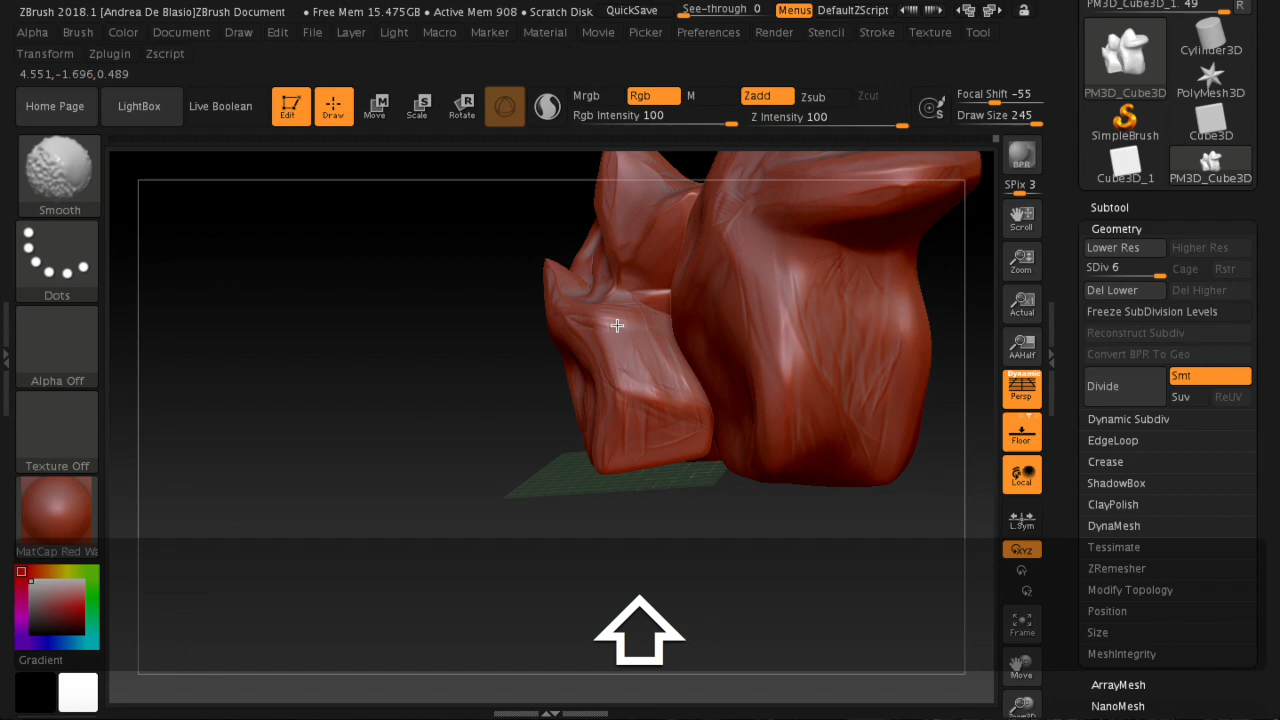 ZBrush 2018.1 [Andrea De Blasio]ZBrush Document • Free Mem 15.475GB • Active Mem 908 • Scratch Disk QuickSave See-through 0 Menus DefaultZScript
PM3D_Cube3D_1. 49 R
Alpha Brush Color Document Draw Edit File Layer Light Macro Marker Material Movie Picker Preferences Render Stencil Stroke Texture Tool
Transform Zplugin Zscript
4.551,-1.696,0.489
Home Page LightBox Live Boolean Edit Draw Move Scale Rotate
Mrgb Rgb M Zadd Zsub Zcut
Rgb Intensity 100 Z Intensity 100
Focal Shift -55
Draw Size 245
S
Smooth
Dots
Alpha Off
Texture Off
MatCap Red Wa
Gradient
BPR
SPix 3
Scroll
Zoom
Actual
AAHalf
Dynamic
Persp
Floor
Local
L.Sym
XYZ
Frame
Move
Zoom3D
Cylinder3D
PM3D_Cube3D PolyMesh3D
SimpleBrush Cube3D
Cube3D_1 PM3D_Cube3D
Subtool
Geometry
Lower Res Higher Res
SDiv 6 Cage Rstr
Del Lower Del Higher
Freeze SubDivision Levels
Reconstruct Subdiv
Convert BPR To Geo
Divide Smt
Suv ReUV
Dynamic Subdiv
EdgeLoop
Crease
ShadowBox
ClayPolish
DynaMesh
Tessimate
ZRemesher
Modify Topology
Position
Size
MeshIntegrity
ArrayMesh
NanoMesh